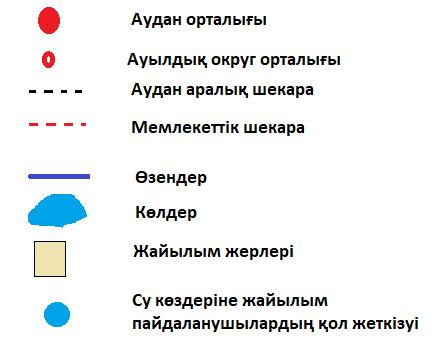 Аудан орталығы
Ауылдық округ орталығы
Аудан аралық шекара
Мемлекеттік шекара
Өзендер
Көлдер
Жайылым жерлері
Су көздеріне жайылым
пайдаланушылардың қол жеткізуі